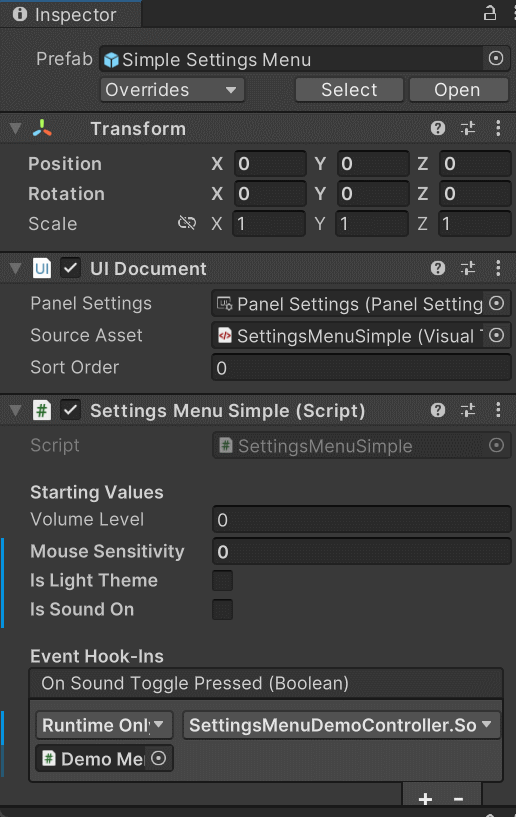 Inspector
Prefab Simple Settings Menu
Overrides Select Open
Transform
Position X 0 Y 0 Z 0
Rotation X 0 Y 0 Z 0
Scale X 1 Y 1 Z 1
UI UI Document
Panel Settings Panel Settings (Panel Setting
Source Asset SettingsMenuSimple (Visual
Sort Order 0
# Settings Menu Simple (Script)
Script # SettingsMenuSimple
Starting Values
Volume Level 0
Mouse Sensitivity 0
Is Light Theme
Is Sound On
Event Hook-Ins
On Sound Toggle Pressed (Boolean)
Runtime Onl SettingsMenuDemoController.So
# Demo Me
+ -